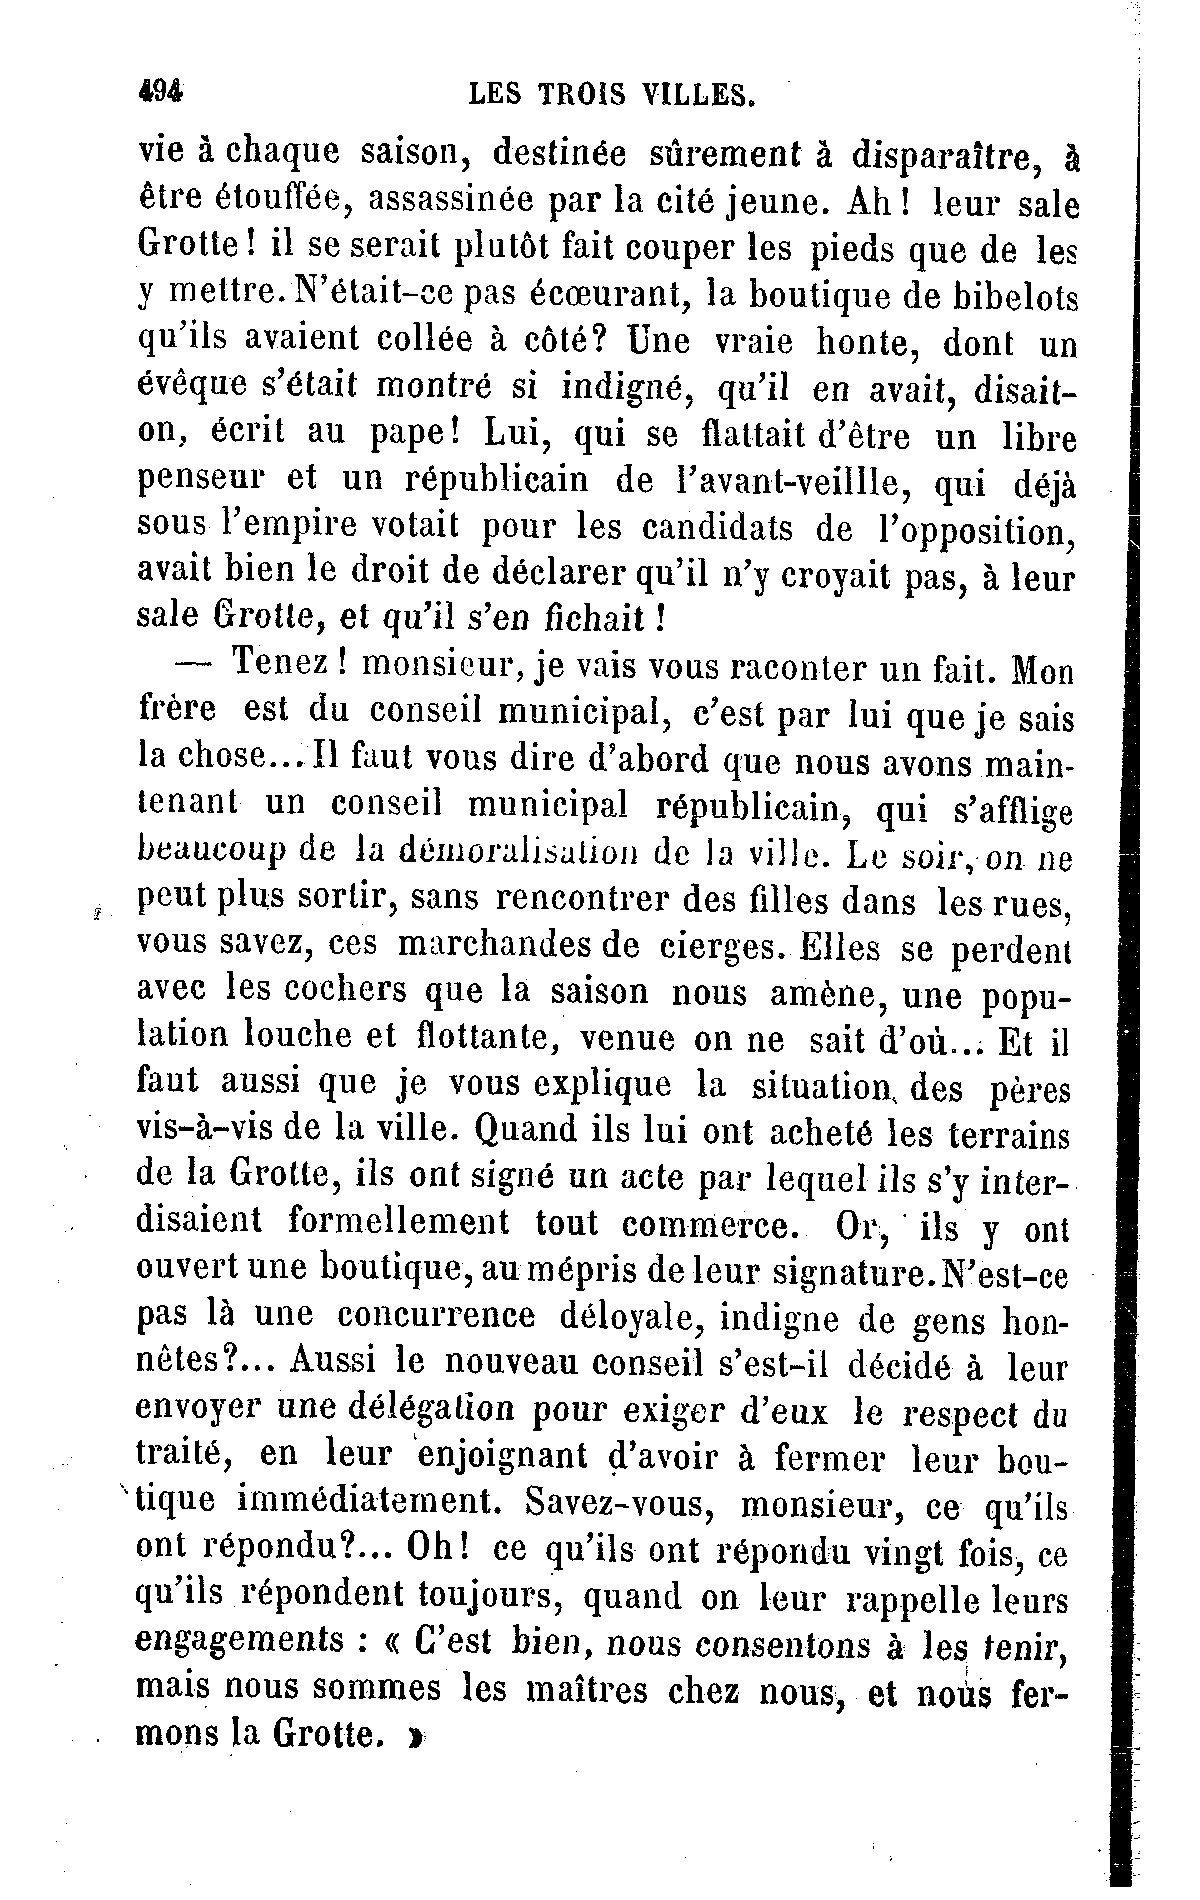 494 LES TROIS VILLES.
vie à chaque saison, destinée sûrement à disparaître, à
être étouffée, assassinée par la cité jeune. Ah ! leur sale
Grotte ! il se serait plutôt fait couper les pieds que de les
y mettre. N'était-ce pas écœurant, la boutique de bibelots
qu'ils avaient collée à côté? Une vraie honte, dont un
évêque s'était montré si indigné, qu'il en avait, disait-
on, écrit au pape! Lui, qui se flattait d'être un libre
penseur et un républicain de l'avant-veillle, qui déjà
sous l'empire votait pour les candidats de l'opposition,
avait bien le droit de déclarer qu'il n'y croyait pas, à leur
sale Grotte, et qu'il s'en fichait !
— Tenez ! monsieur, je vais vous raconter un fait. Mon
frère est du conseil municipal, c'est par lui que je sais
la chose... Il faut vous dire d'abord que nous avons main-
tenant un conseil municipal républicain, qui s'afflige
beaucoup de la démoralisation de la ville. Le soir, on ne
peut plus sortir, sans rencontrer des filles dans les rues,
vous savez, ces marchandes de cierges. Elles se perdent
avec les cochers que la saison nous amène, une popu-
lation louche et flottante, venue on ne sait d'où... Et il
faut aussi que je vous explique la situation des pères
vis-à-vis de la ville. Quand ils lui ont acheté les terrains
de la Grotte, ils ont signé un acte par lequel ils s'y inter-
disaient formellement tout commerce. Or, ils y ont
ouvert une boutique, au mépris de leur signature. N'est-ce
pas là une concurrence déloyale, indigne de gens hon-
nêtes?... Aussi le nouveau conseil s'est-il décidé à leur
envoyer une délégation pour exiger d'eux le respect du
traité, en leur enjoignant d'avoir à fermer leur bou-
tique immédiatement. Savez-vous, monsieur, ce qu'ils
ont répondu?... Oh! ce qu'ils ont répondu vingt fois, ce
qu'ils répondent toujours, quand on leur rappelle leurs
engagements : « C'est bien, nous consentons à les tenir,
mais nous sommes les maîtres chez nous, et nous fer-
mons la Grotte. »